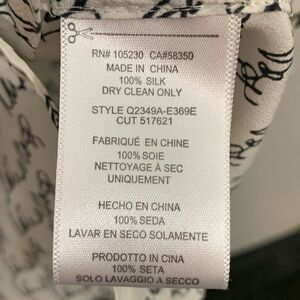 RN# 105230 CA#58350
MADE IN CHINA
100% SILK
DRY CLEAN ONLY
STYLE Q2349A-E369E
CUT 517621
FABRIQUÉ EN CHINE
100% SOIE
NETTOYAGE À SEC
UNIQUEMENT
HECHO EN CHINA
100% SEDA
LAVAR EN SECO SOLAMENTE
PRODOTTO IN CINA
100% SETA
SOLO LAVAGGIO A SECCO